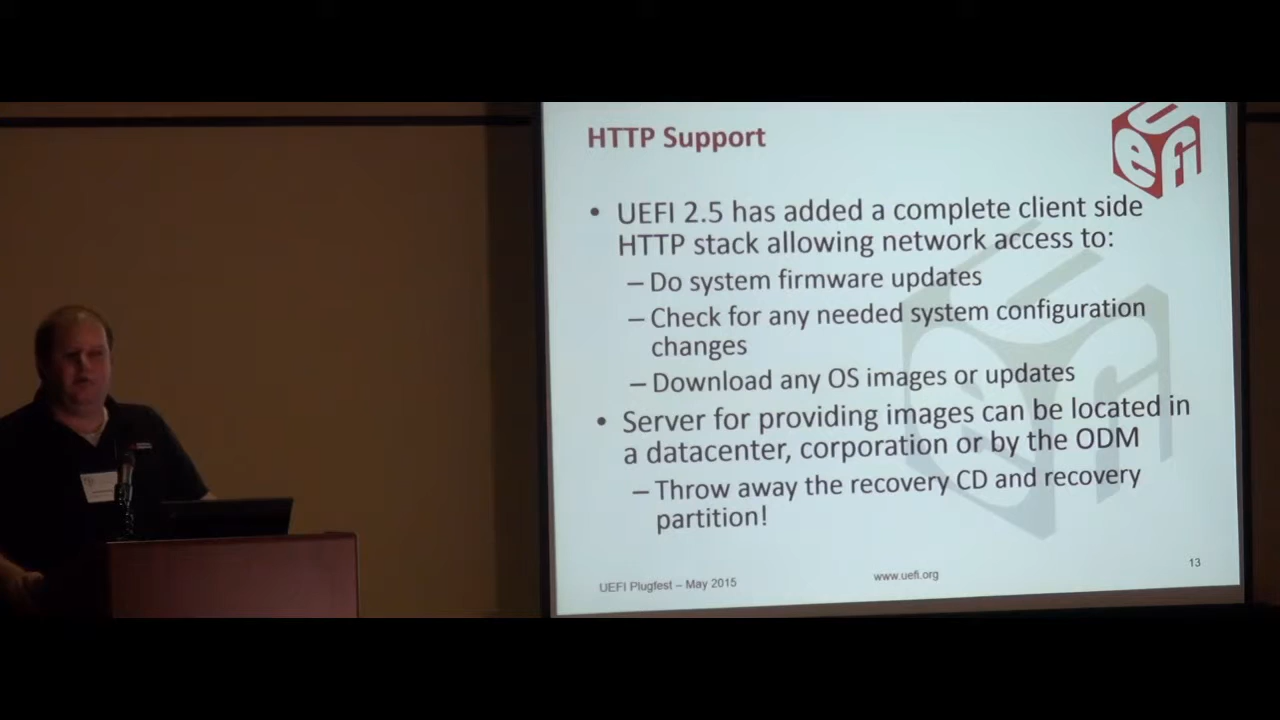 HTTP Support
UEFI
• UEFI 2.5 has added a complete client side
HTTP stack allowing network access to:
– Do system firmware updates
– Check for any needed system configuration
changes
– Download any OS images or updates
• Server for providing images can be located in
a datacenter, corporation or by the ODM
– Throw away the recovery CD and recovery
partition!
UEFI Plugfest – May 2015
www.uefi.org
13